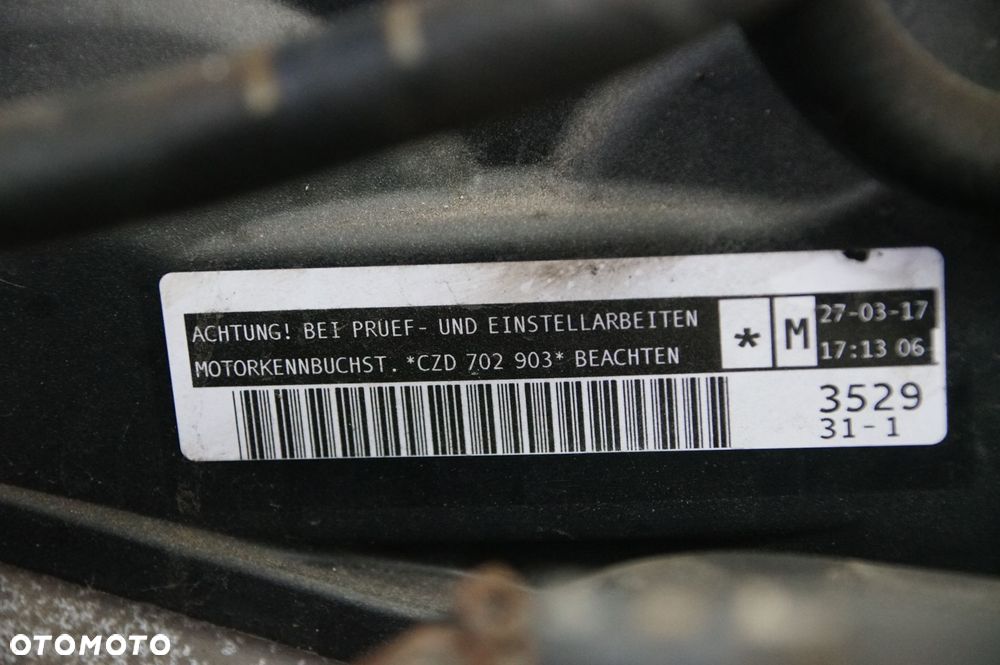 ACHTUNG! BEI PRUEF- UND EINSTELLARBEITEN
MOTORKENNBUCHST. *CZD 702 903* BEACHTEN
* M
27-03-17
17:13 06
3529
31-1
OTOMOTO